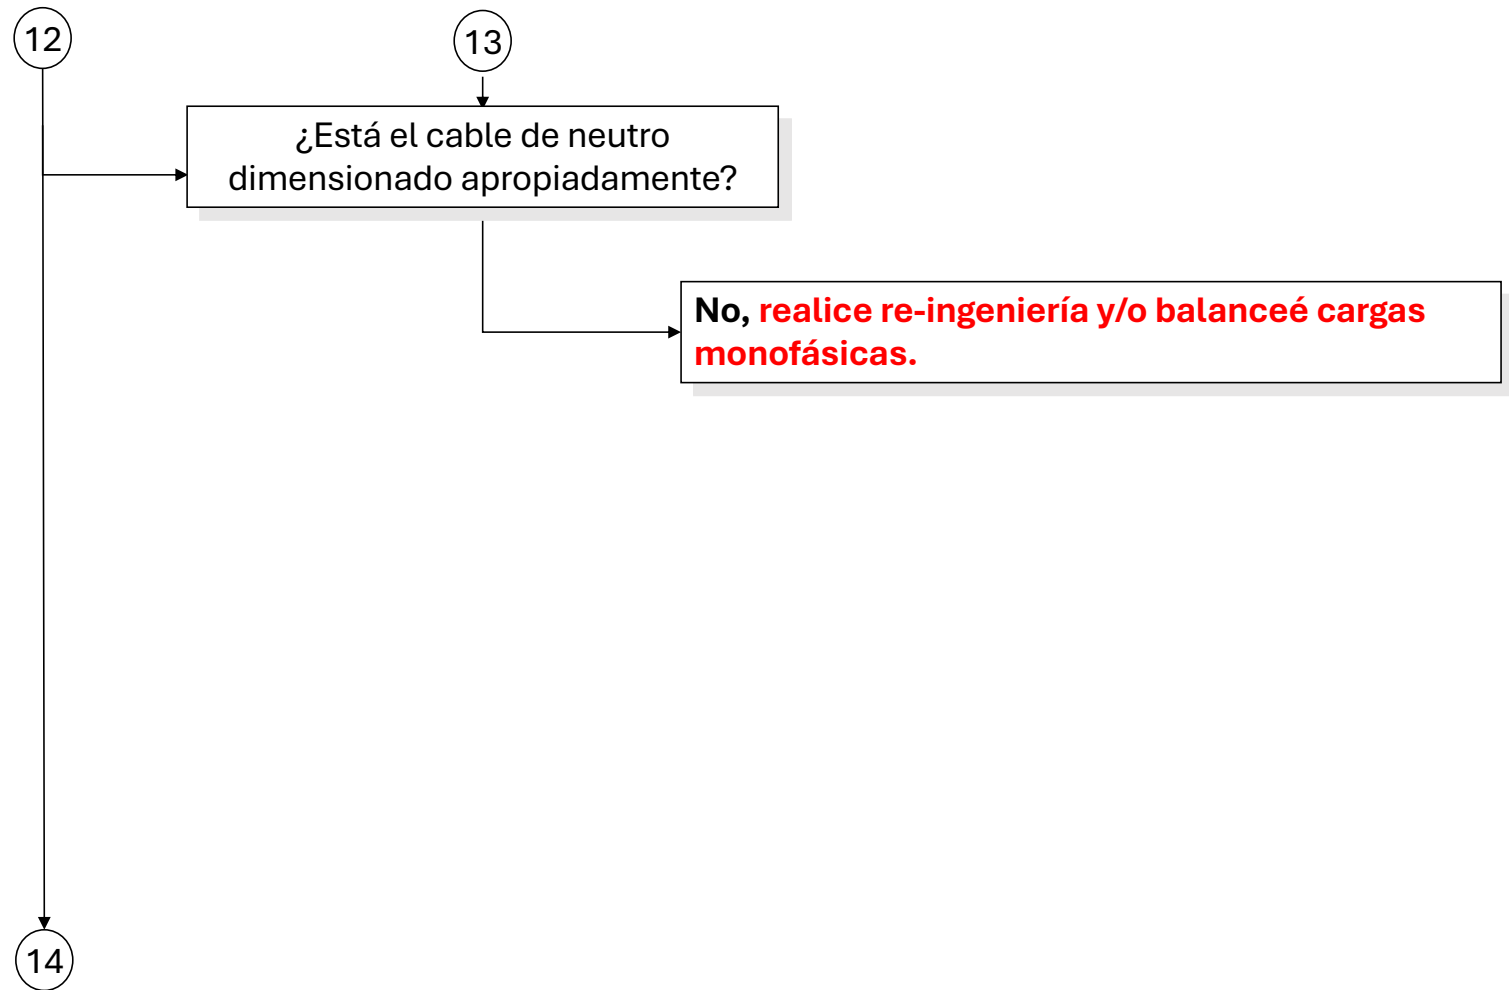 12
13
¿Está el cable de neutro
dimensionado apropiadamente?
No, realice re-ingeniería y/o balanceé cargas
monofásicas.
14